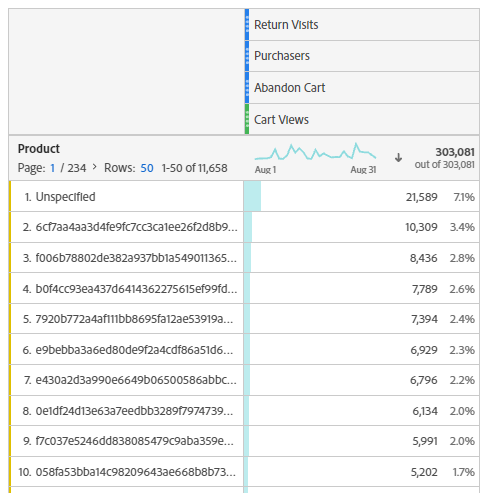 Return Visits
Purchasers
Abandon Cart
Cart Views
Product
Page: 1 / 234 > Rows: 50 1-50 of 11,658
Aug 1 Aug 31
303,081
out of 303,081
1. Unspecified 21,589 7.1%
2. 6cf7aa4aa3d4fe9fc7cc3ca1ee26f2d8b9... 10,309 3.4%
3. f006b78802de382a937bb1a549011365... 8,436 2.8%
4. b0f4cc93ea437d6414362275615ef99fd... 7,789 2.6%
5. 7920b772a4af111bb8695fa12ae53919a... 7,394 2.4%
6. e9bebba3a6ed80de9f2a4cdf86a51d6... 6,929 2.3%
7. e430a2d3a990e6649b06500586abbc... 6,796 2.2%
8. 0e1df24d13e63a7eedbb3289f7974739... 6,134 2.0%
9. f7c037e5246dd838085479c9aba359e... 5,991 2.0%
10. 058fa53bba14c98209643ae668b8b73... 5,202 1.7%